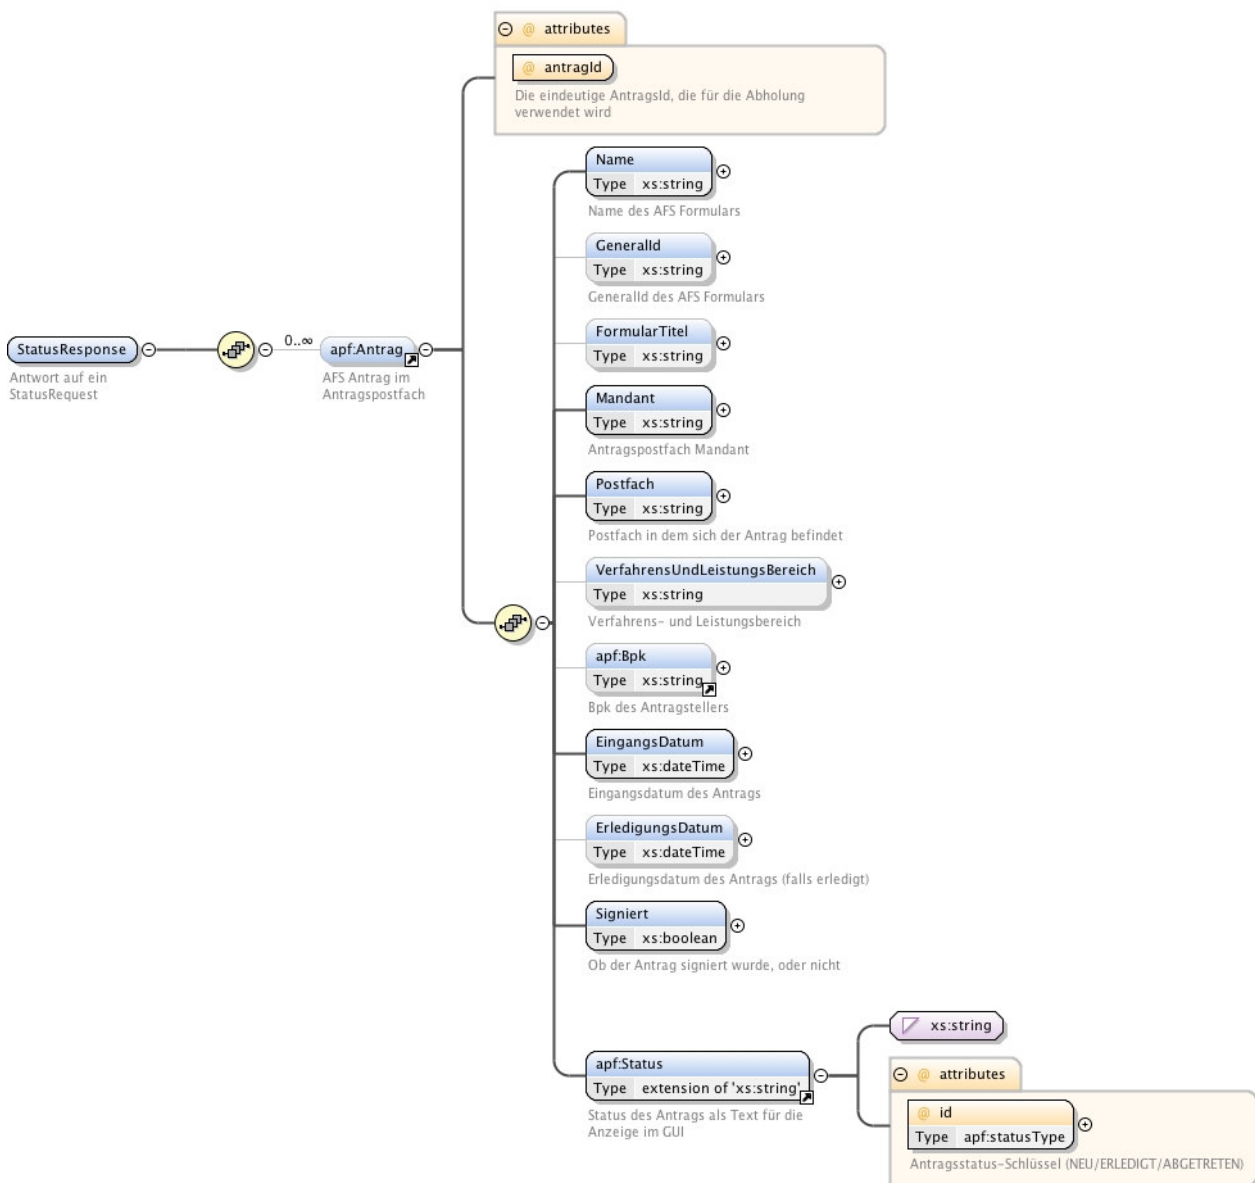 @ attributes
@ antragId
Die eindeutige AntragsId, die für die Abholung
verwendet wird
Name
Type xs:string
Name des AFS Formulars
GeneralId
Type xs:string
GeneralId des AFS Formulars
FormularTitel
Type xs:string
StatusResponse
Antwort auf ein
StatusRequest
0..∞
apf:Antrag
AFS Antrag im
Antragspostfach
Mandant
Type xs:string
Antragspostfach Mandant
Postfach
Type xs:string
Postfach in dem sich der Antrag befindet
VerfahrensUndLeistungsBereich
Type xs:string
Verfahrens- und Leistungsbereich
apf:Bpk
Type xs:string
Bpk des Antragstellers
EingangsDatum
Type xs:dateTime
Eingangsdatum des Antrags
ErledigungsDatum
Type xs:dateTime
Erledigungsdatum des Antrags (falls erledigt)
Signiert
Type xs:boolean
Ob der Antrag signiert wurde, oder nicht
apf:Status
Type extension of 'xs:string'
Status des Antrags als Text für die
Anzeige im GUI
xs:string
@ attributes
@ id
Type apf:statusType
Antragsstatus-Schlüssel (NEU/ERLEDIGT/ABGETRETEN)